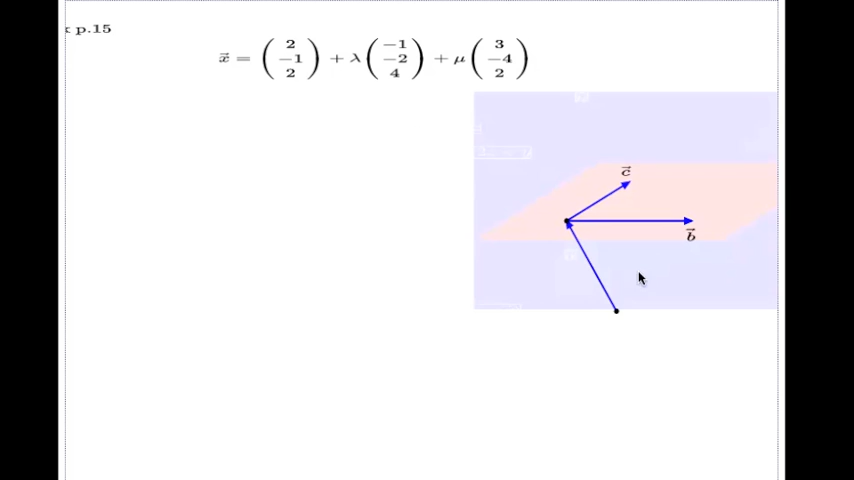 p.15
x⃗ = ( 2 −1 2 ) + λ ( −1 −2 4 ) + μ ( 3 −4 2 )
c⃗
b⃗